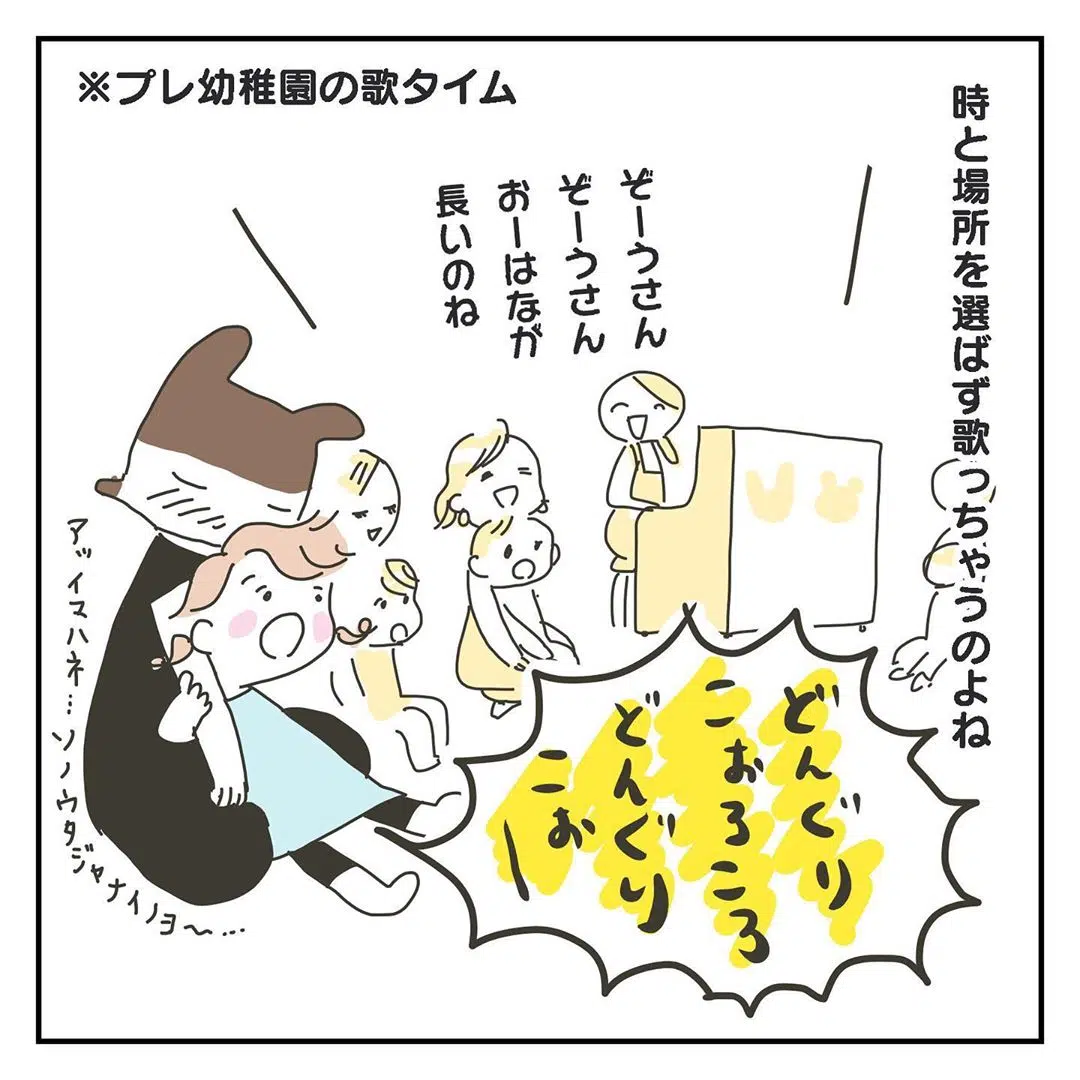 ※プレ幼稚園の歌タイム
時と場所を選ばず歌っちゃうのよね
ぞーうさん
ぞーうさん
おーはなが
長いのね
どんぐり
こおろころ
どんぐり
こおー
アッイマハネ…ソノウタジャナイノヨ〜…